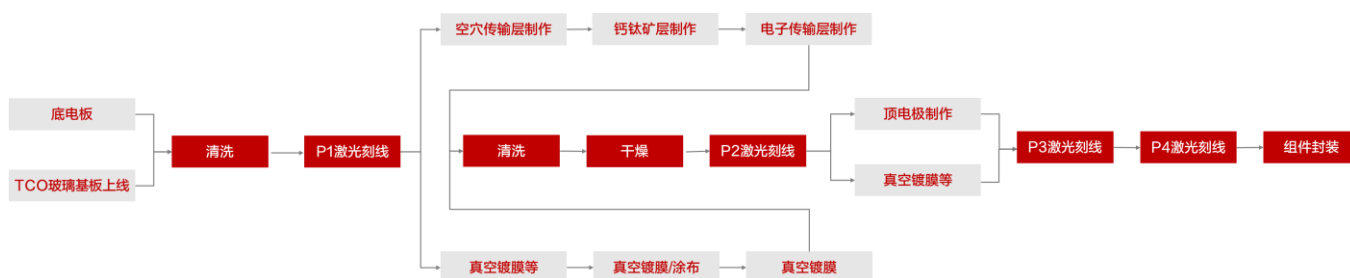 空穴传输层制作
钙钛矿层制作
电子传输层制作
底电板
TCO玻璃基板上线
清洗
P1激光刻线
清洗
干燥
P2激光刻线
顶电极制作
真空镀膜等
P3激光刻线
P4激光刻线
组件封装
真空镀膜等
真空镀膜/涂布
真空镀膜